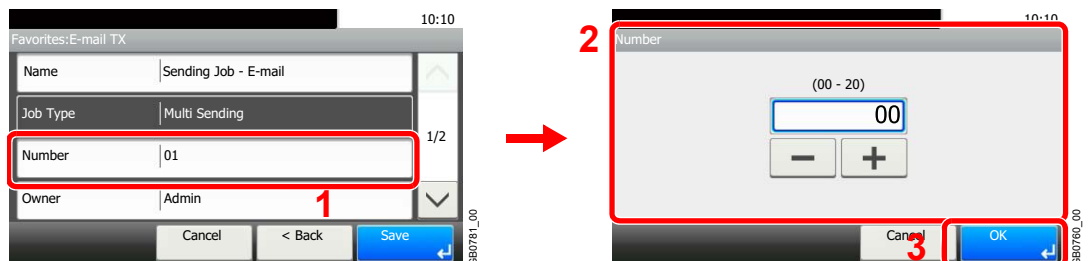 10:10
Favorites:E-mail TX
Name Sending Job - E-mail
Job Type Multi Sending
1/2
Number 01
Owner Admin
1
Cancel < Back Save
GB0781_00
10:10
2
Number
(00 - 20)
00
Cancel OK
3
GB0760_00